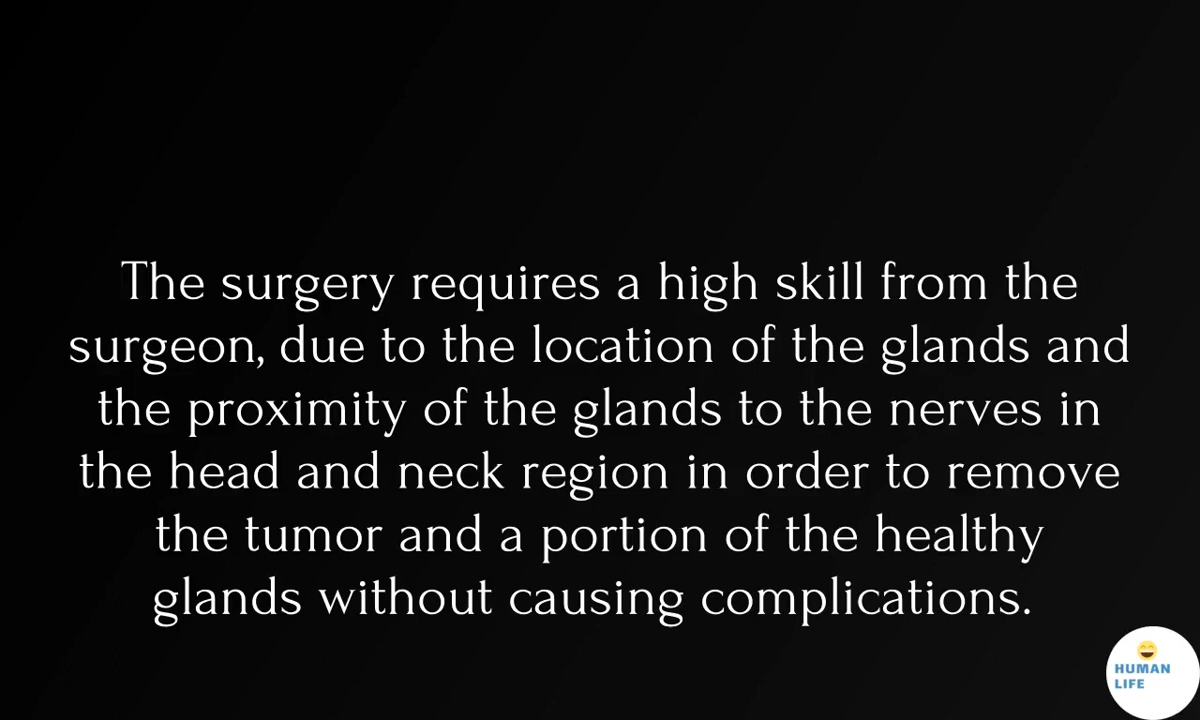 The surgery requires a high skill from the
surgeon, due to the location of the glands and
the proximity of the glands to the nerves in
the head and neck region in order to remove
the tumor and a portion of the healthy
glands without causing complications.
HUMAN
LIFE